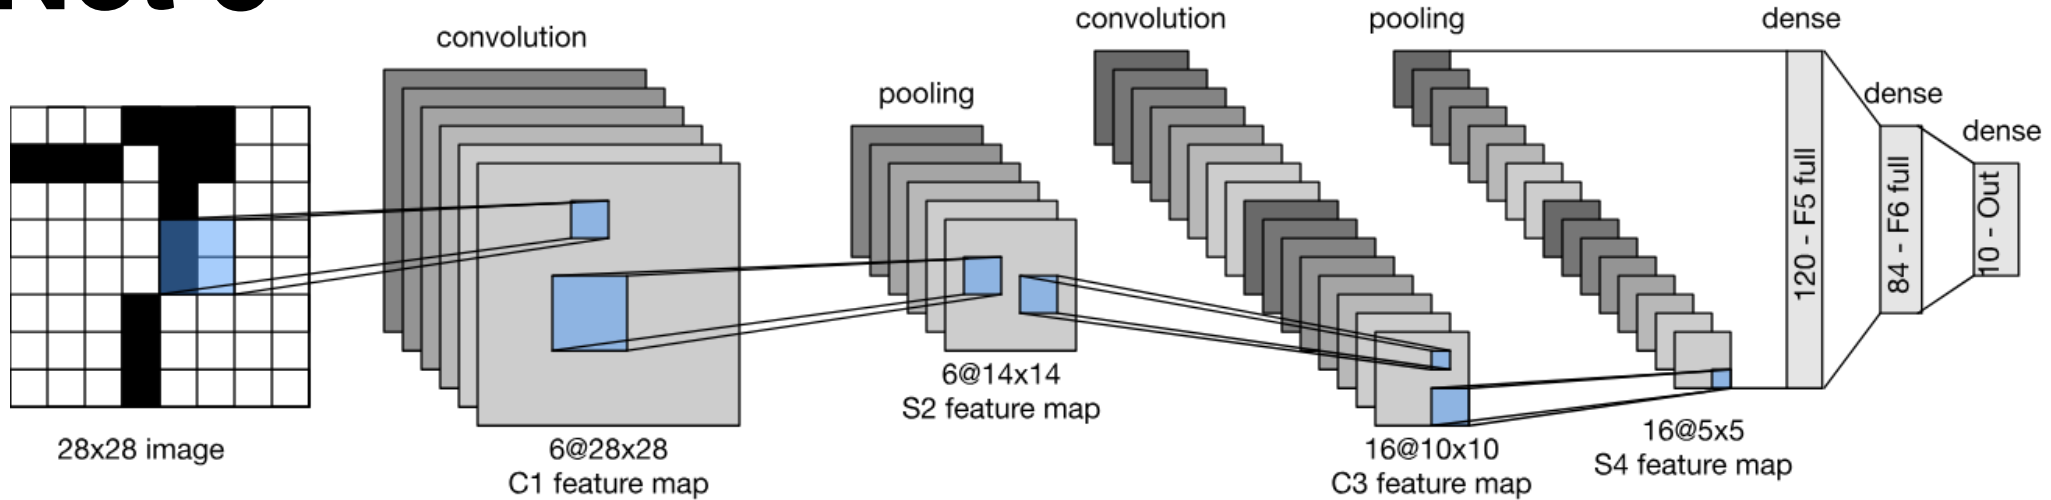 convolution
pooling
convolution
pooling
dense
dense
dense
120 - F5 full
84 - F6 full
10 - Out
28x28 image
6@28x28
C1 feature map
6@14x14
S2 feature map
16@10x10
C3 feature map
16@5x5
S4 feature map